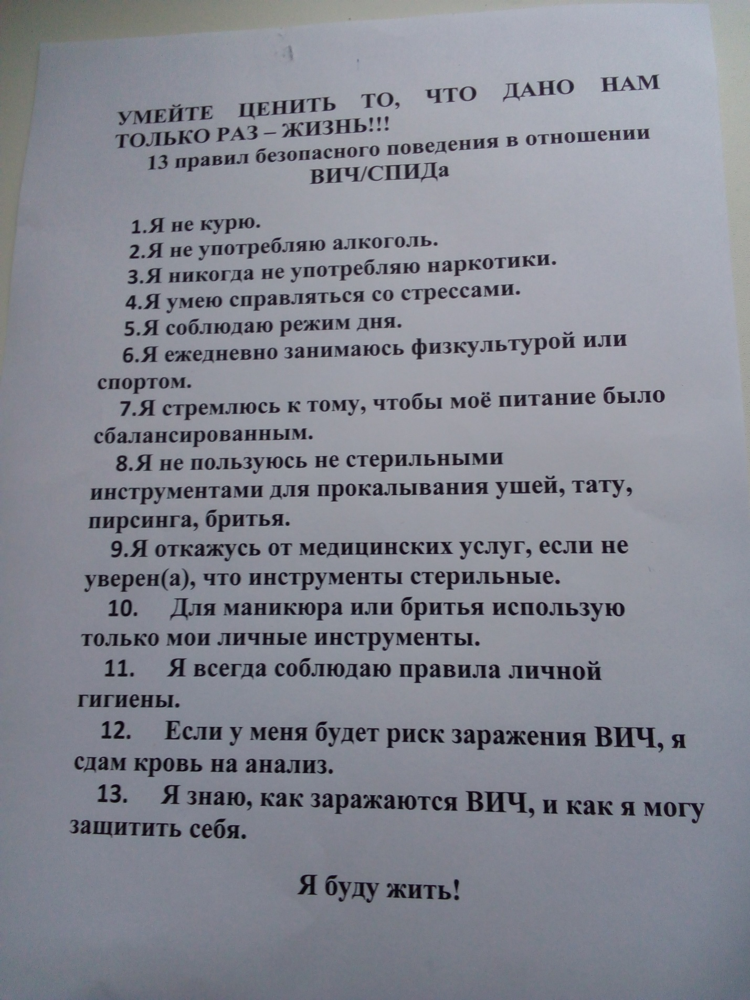 УМЕЙТЕ ЦЕНИТЬ ТО, ЧТО ДАНО НАМ
ТОЛЬКО РАЗ – ЖИЗНЬ!!!
13 правил безопасного поведения в отношении
ВИЧ/СПИДа
1.Я не курю.
2.Я не употребляю алкоголь.
3.Я никогда не употребляю наркотики.
4.Я умею справляться со стрессами.
5.Я соблюдаю режим дня.
6.Я ежедневно занимаюсь физкультурой или
спортом.
7.Я стремлюсь к тому, чтобы моё питание было
сбалансированным.
8.Я не пользуюсь не стерильными
инструментами для прокалывания ушей, тату,
пирсинга, бритья.
9.Я откажусь от медицинских услуг, если не
уверен(а), что инструменты стерильные.
10. Для маникюра или бритья использую
только мои личные инструменты.
11. Я всегда соблюдаю правила личной
гигиены.
12. Если у меня будет риск заражения ВИЧ, я
сдам кровь на анализ.
13. Я знаю, как заражаются ВИЧ, и как я могу
защитить себя.
Я буду жить!